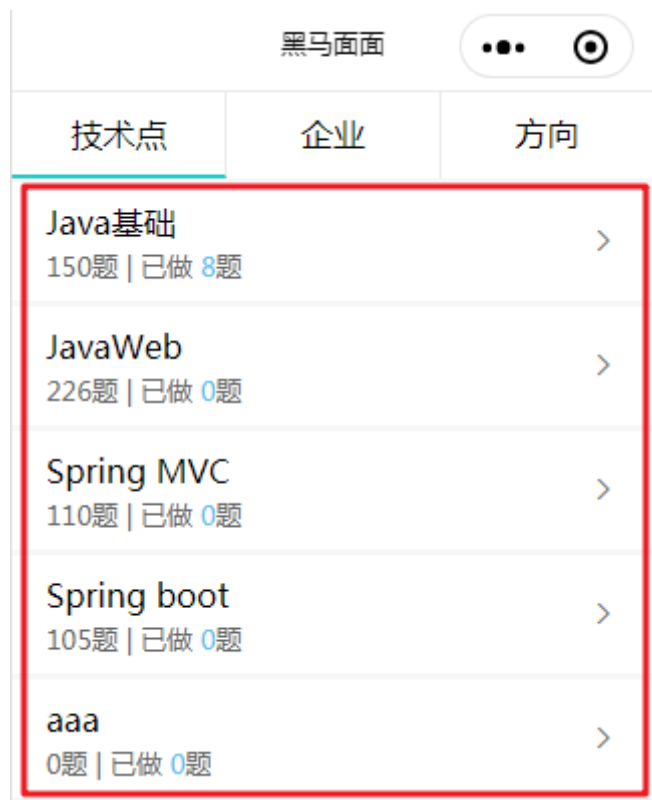 黑马面面
技术点 企业 方向
Java基础
150题 | 已做 8题
JavaWeb
226题 | 已做 0题
Spring MVC
110题 | 已做 0题
Spring boot
105题 | 已做 0题
aaa
0题 | 已做 0题